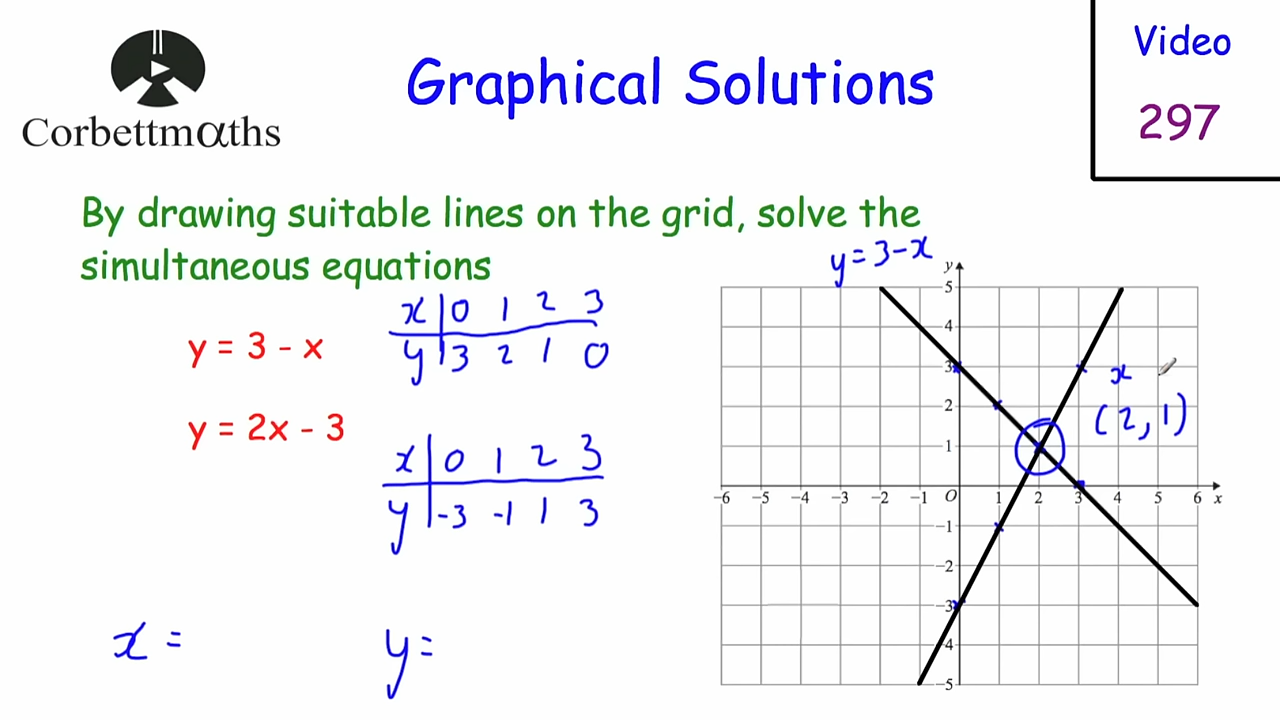 Corbettmαths
Graphical Solutions
Video
297
By drawing suitable lines on the grid, solve the
simultaneous equations
y = 3 - x
y = 2x - 3
x | 0 1 2 3
y | 3 2 1 0
x | 0 1 2 3
y | -3 -1 1 3
x =
y =
y = 3 - x
y
5
4
3
2
1
-6 -5 -4 -3 -2 -1 O 1 2 3 4 5 6 x
-1
-2
-3
-4
-5
x
(2, 1)